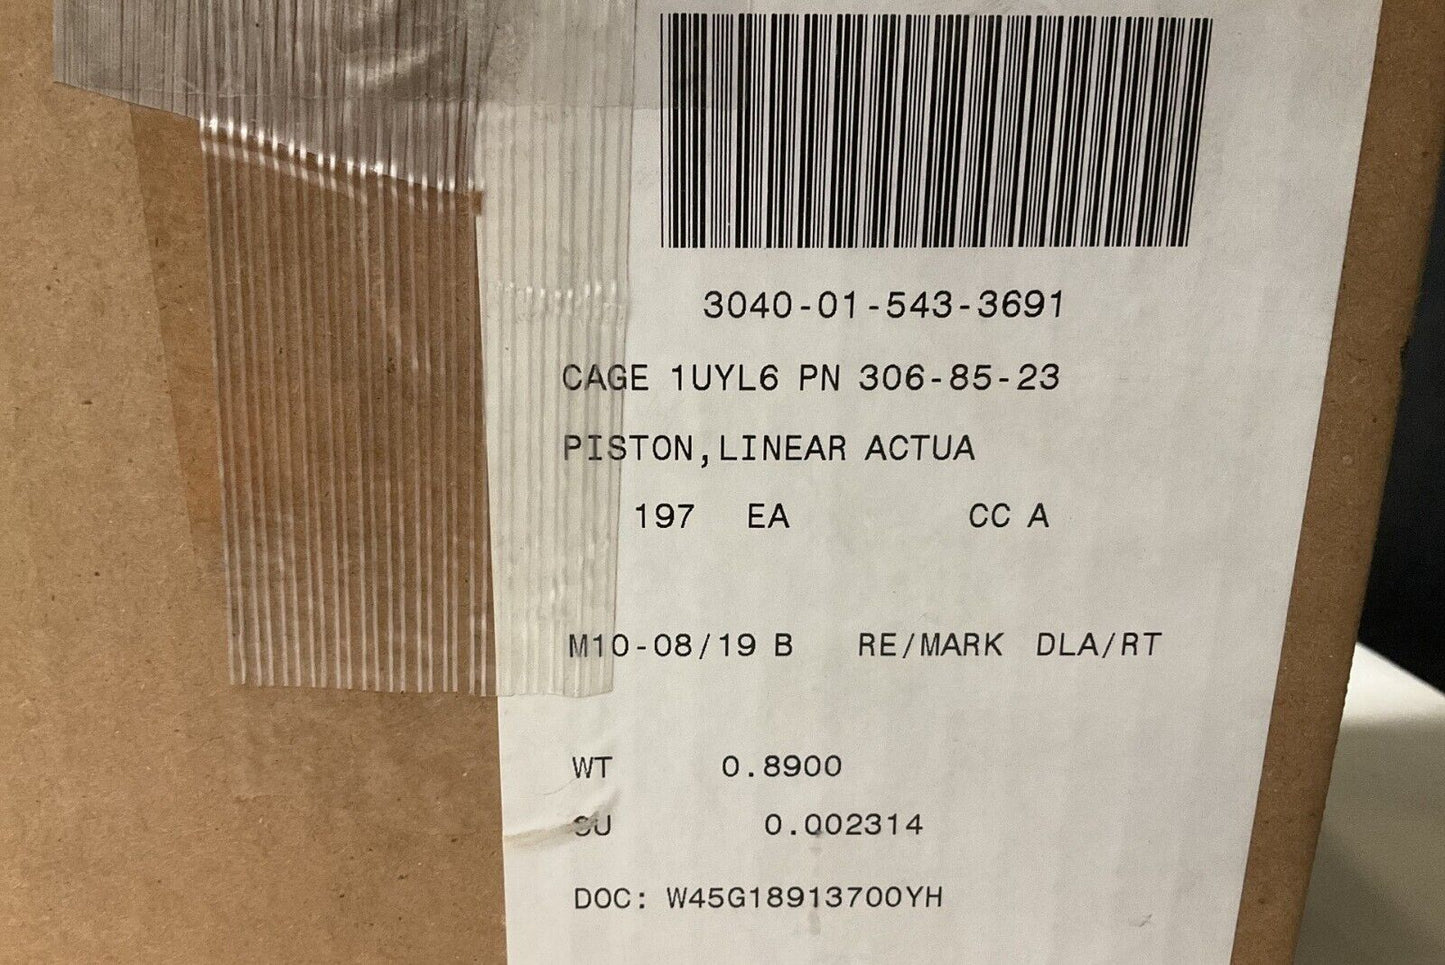 3040-01-543-3691
CAGE 1UYL6 PN 306-85-23
PISTON,LINEAR ACTUA
197 EA CC A
M10-08/19 B RE/MARK DLA/RT
WT 0.8900
CU 0.002314
DOC: W45G18913700YH